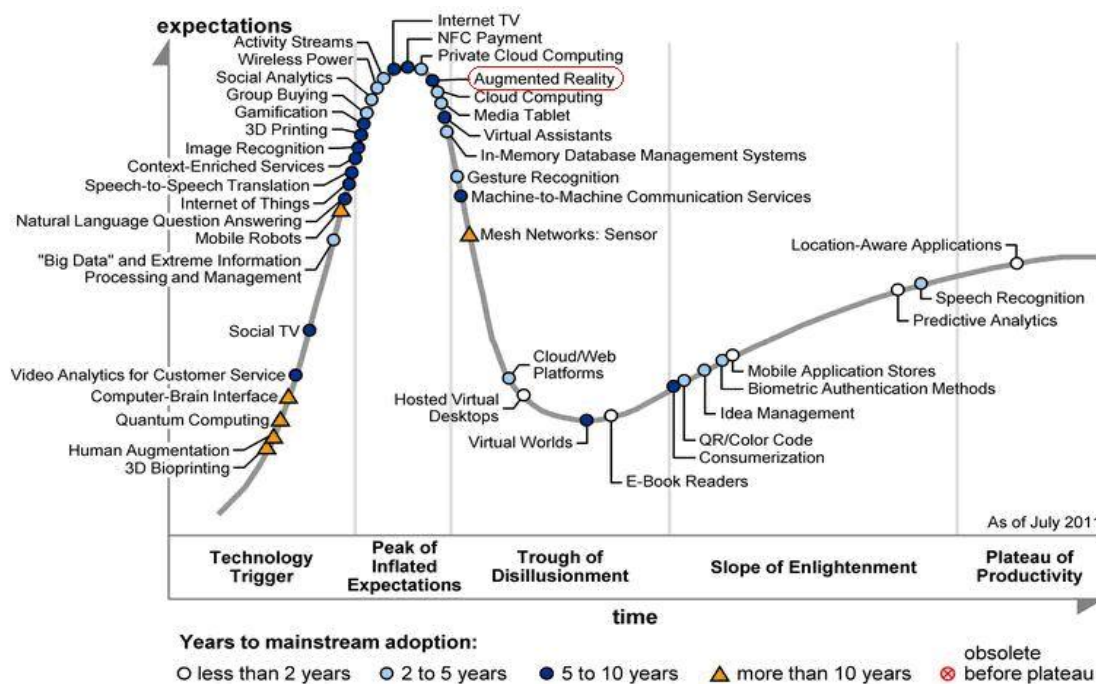 expectations
Internet TV
NFC Payment
Activity Streams
Private Cloud Computing
Wireless Power
Augmented Reality
Social Analytics
Cloud Computing
Group Buying
Media Tablet
Gamification
Virtual Assistants
3D Printing
Image Recognition
In-Memory Database Management Systems
Context-Enriched Services
Gesture Recognition
Speech-to-Speech Translation
Machine-to-Machine Communication Services
Internet of Things
Natural Language Question Answering
Mobile Robots
Mesh Networks: Sensor
Location-Aware Applications
"Big Data" and Extreme Information
Processing and Management
Speech Recognition
Predictive Analytics
Social TV
Cloud/Web
Platforms
Mobile Application Stores
Video Analytics for Customer Service
Biometric Authentication Methods
Computer-Brain Interface
Hosted Virtual
Desktops
Idea Management
Quantum Computing
Virtual Worlds
QR/Color Code
Human Augmentation
Consumerization
3D Bioprinting
E-Book Readers
As of July 2011
Technology
Trigger
Peak of
Inflated
Expectations
Trough of
Disillusionment
Slope of Enlightenment
Plateau of
Productivity
time
Years to mainstream adoption:
less than 2 years
2 to 5 years
5 to 10 years
more than 10 years
obsolete
before plateau